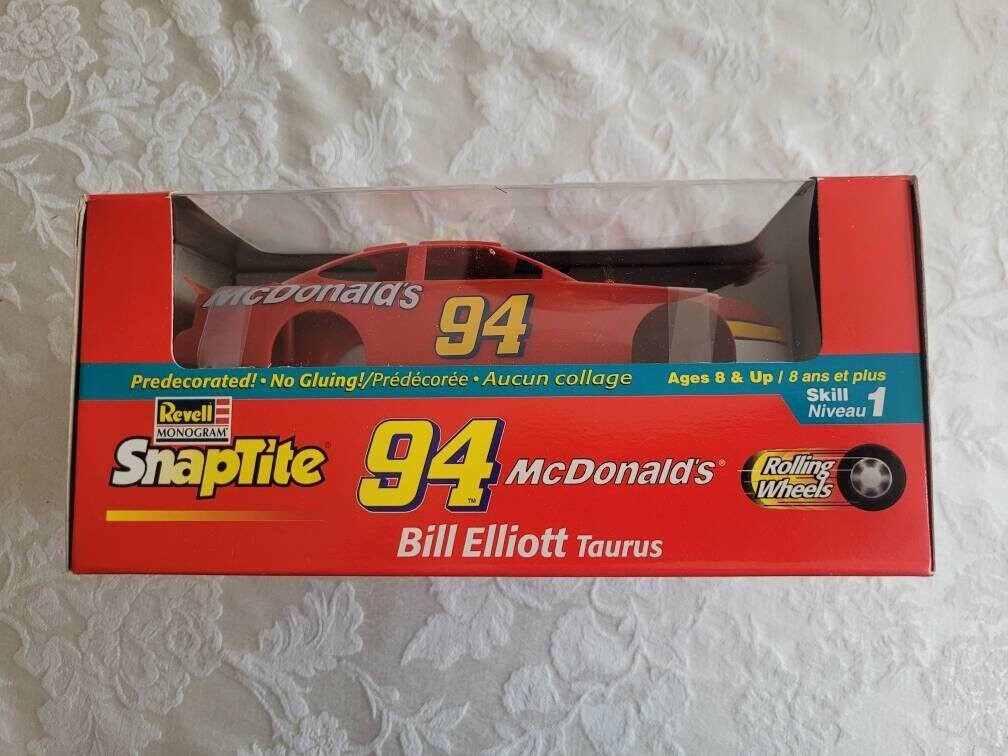 McDonald's 94
Predecorated! • No Gluing!/Prédécorée • Aucun collage
Ages 8 & Up / 8 ans et plus
Skill
Niveau 1
Revell
MONOGRAM
SnapTite®
94™
McDonald's®
Rolling
Wheels
Bill Elliott Taurus